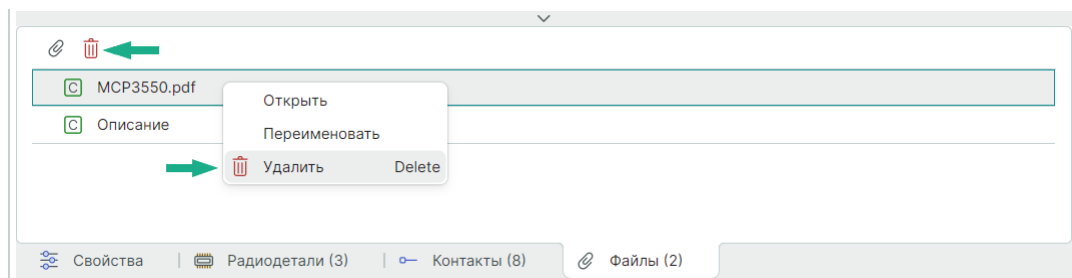 C MCP3550.pdf
Открыть
C Описание
Переименовать
Удалить Delete
Свойства Радиодетали (3) Контакты (8) Файлы (2)